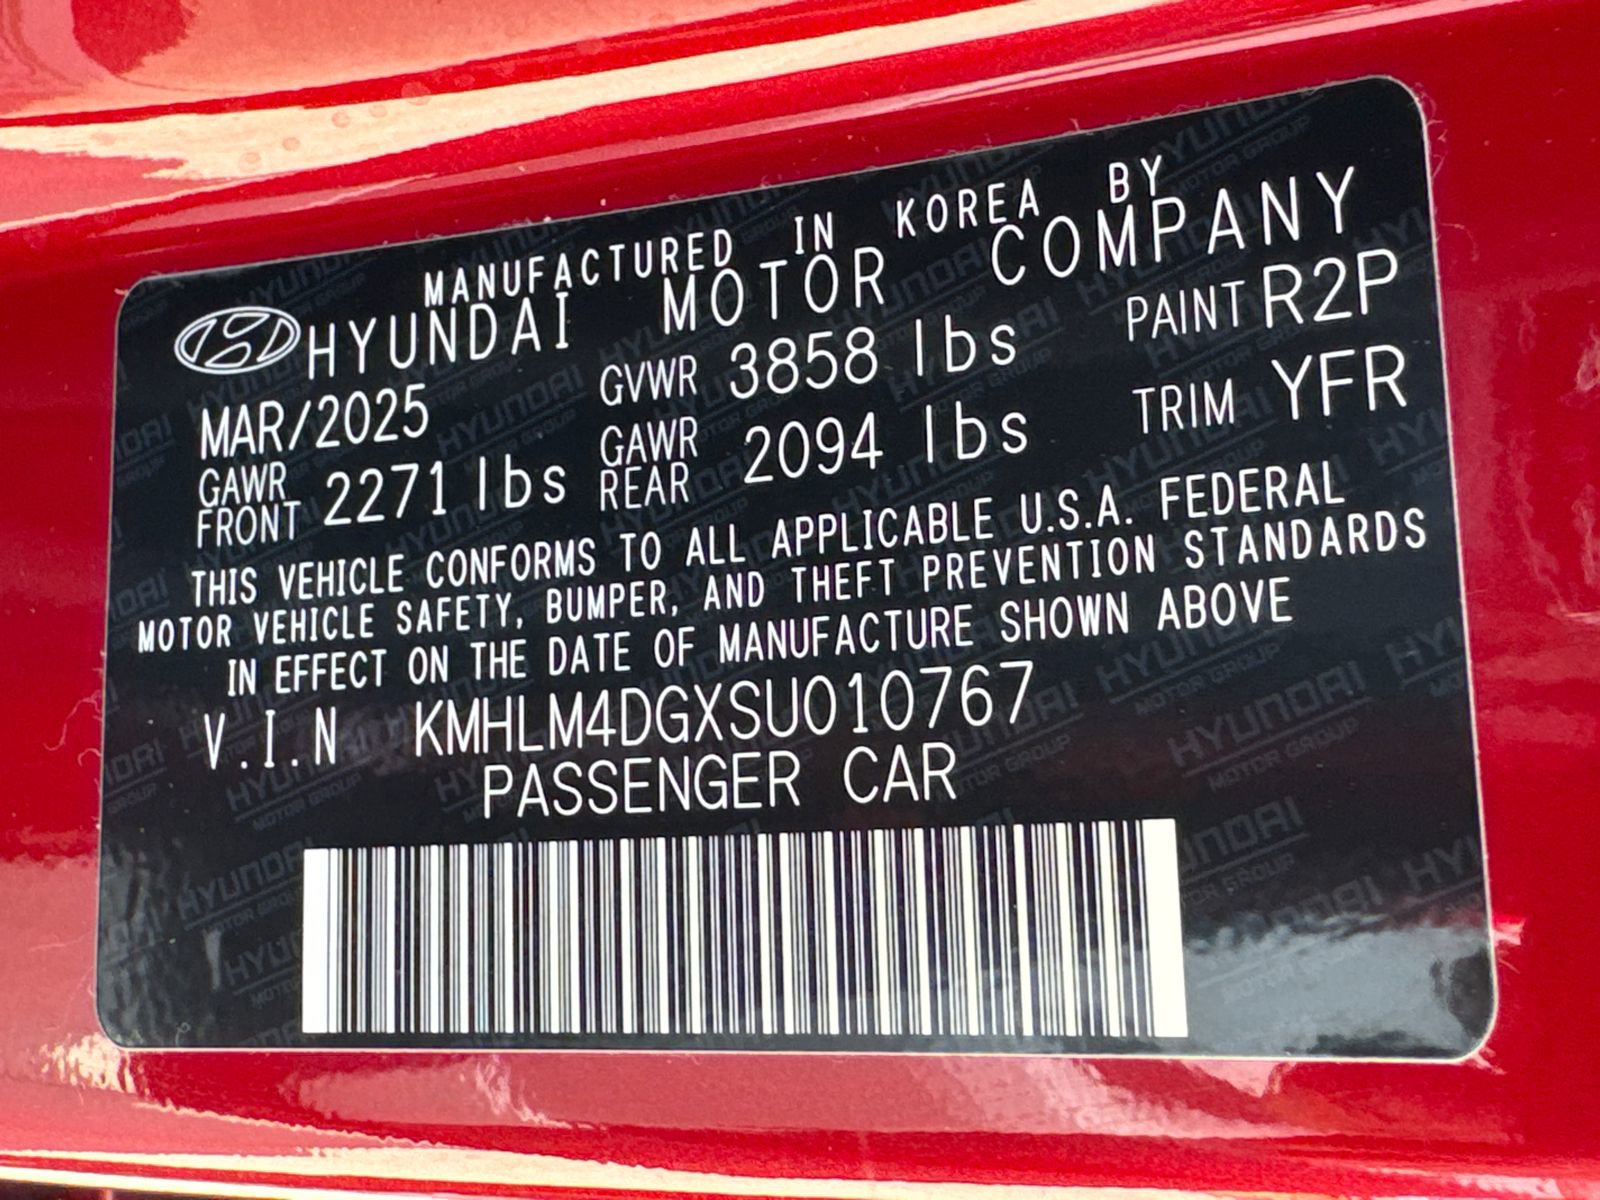 MANUFACTURED IN KOREA BY
HYUNDAI MOTOR COMPANY
MAR/2025 GVWR 3858 lbs PAINT R2P
GAWR FRONT 2271 lbs GAWR REAR 2094 lbs TRIM YFR
THIS VEHICLE CONFORMS TO ALL APPLICABLE U.S.A. FEDERAL
MOTOR VEHICLE SAFETY, BUMPER, AND THEFT PREVENTION STANDARDS
IN EFFECT ON THE DATE OF MANUFACTURE SHOWN ABOVE
V.I.N KMHLM4DGXSU010767
PASSENGER CAR